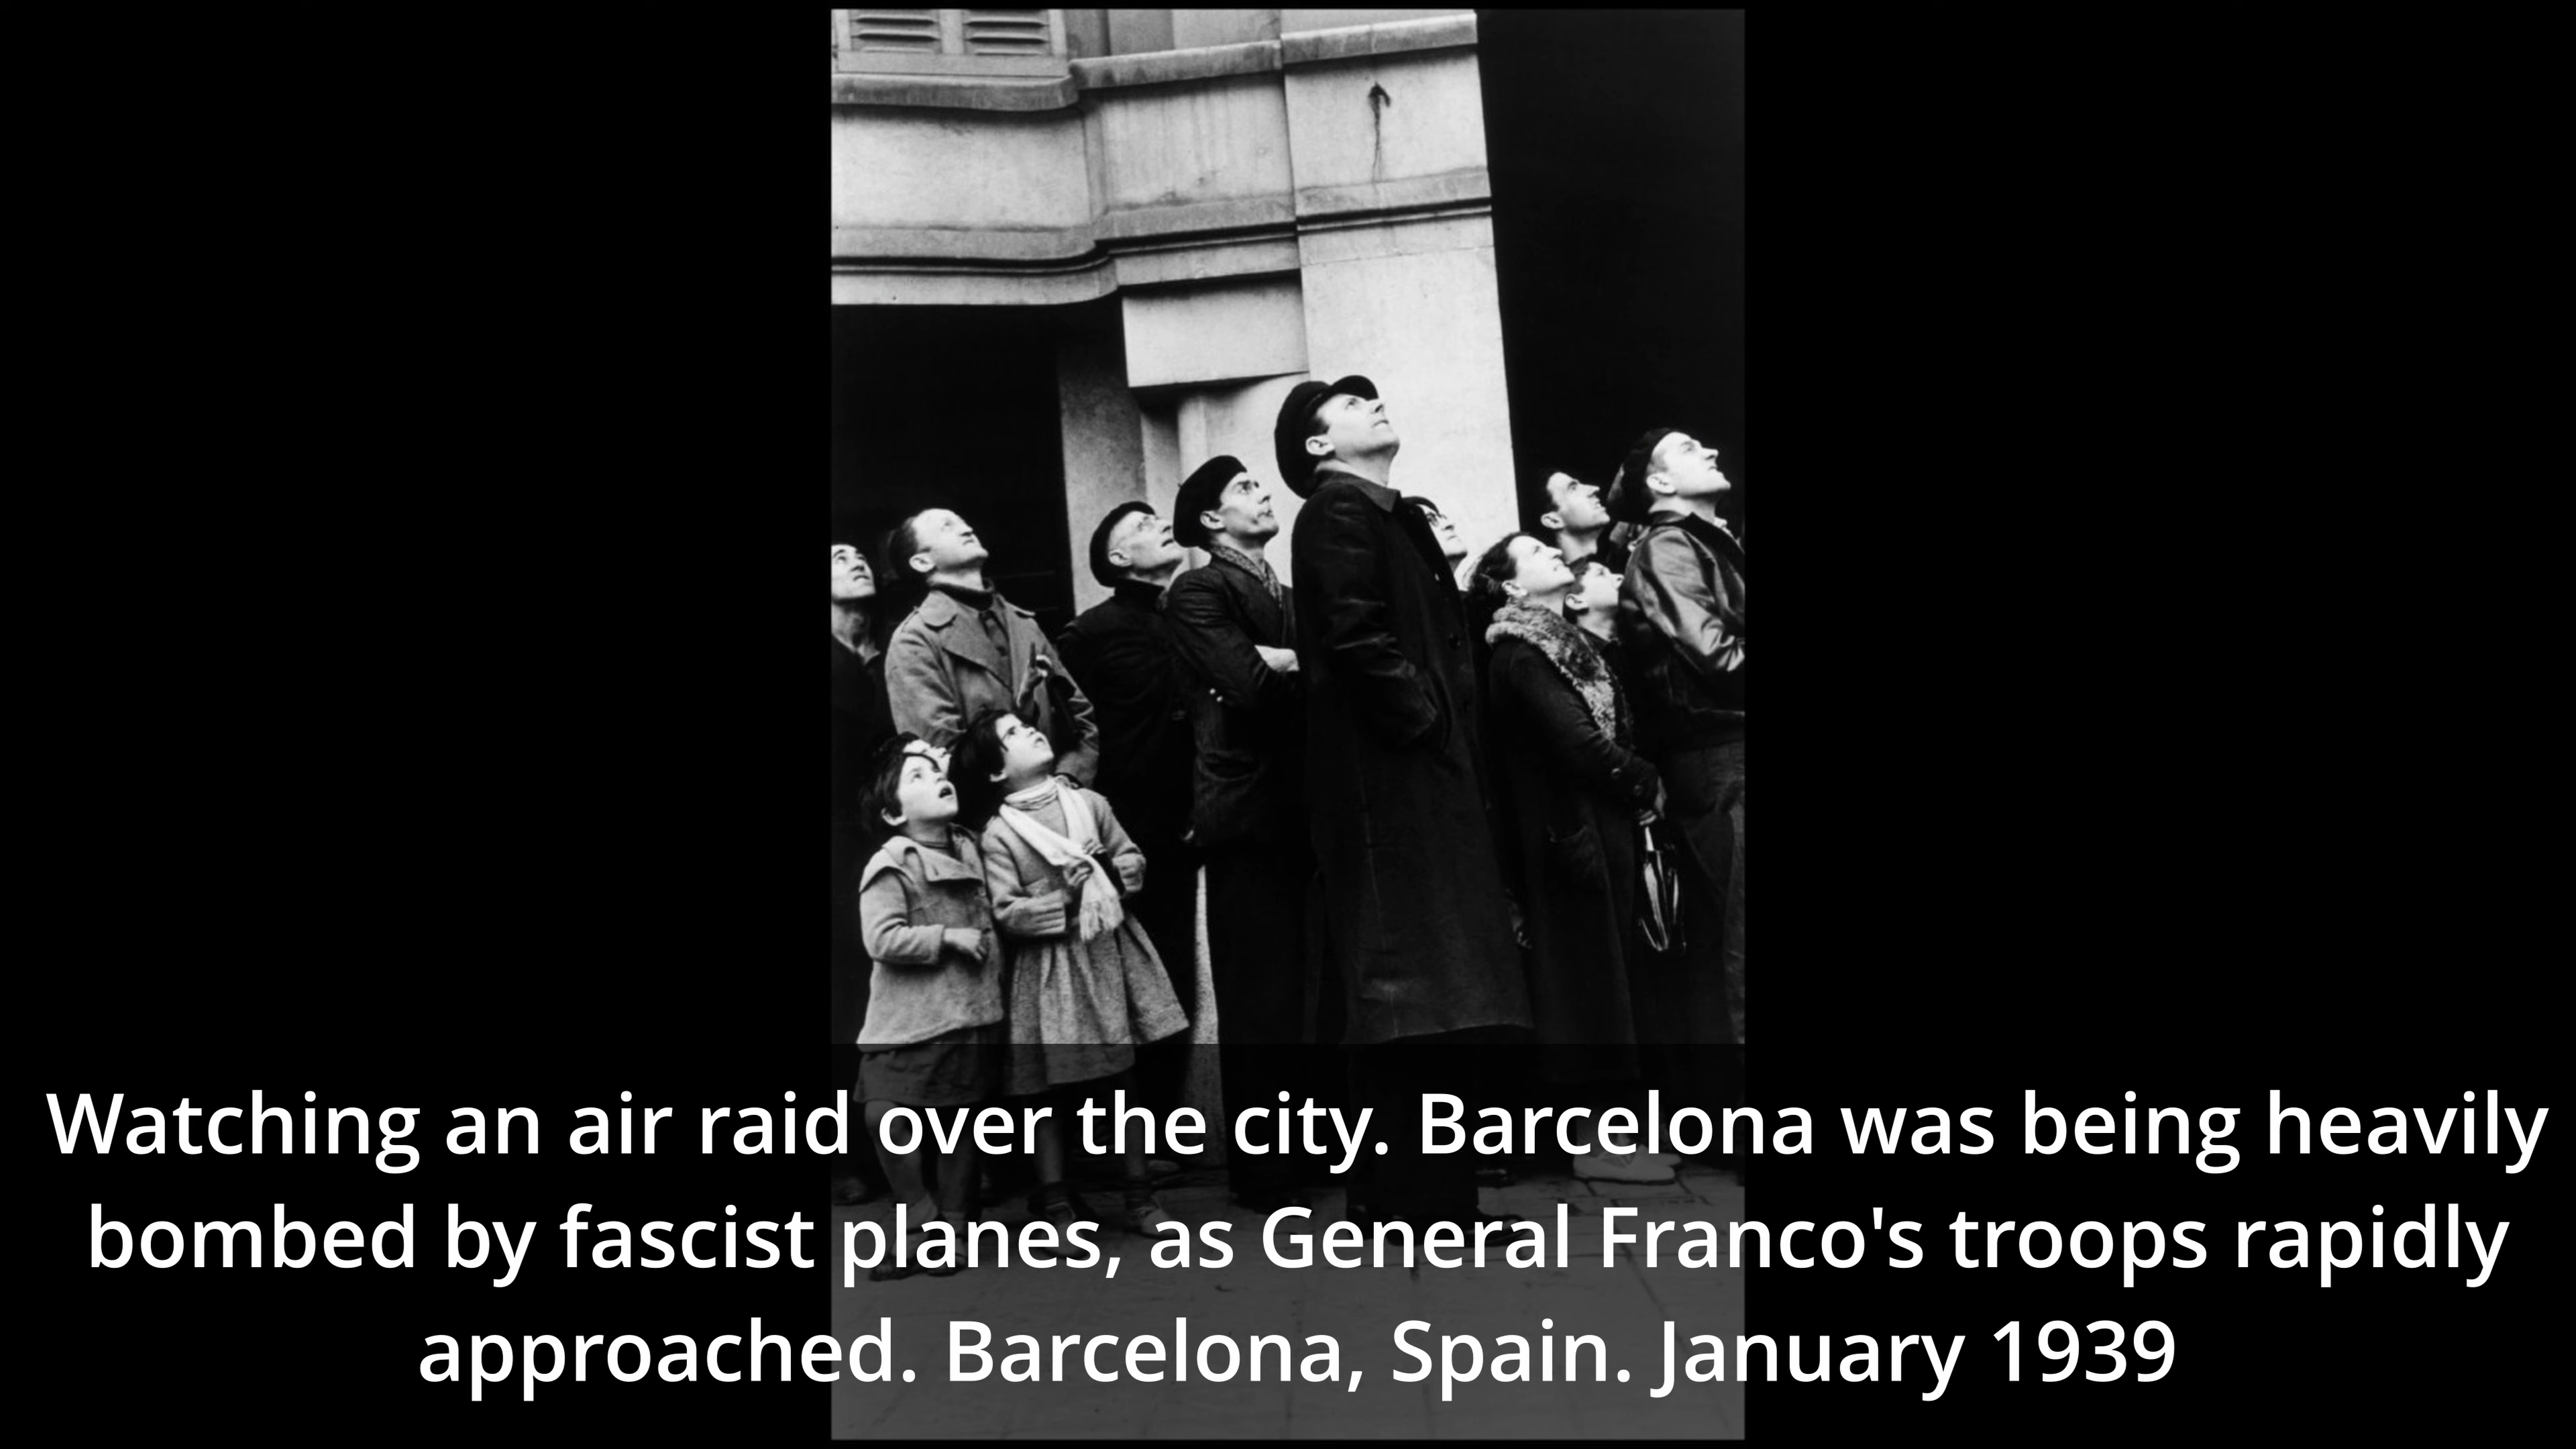 Watching an air raid over the city. Barcelona was being heavily
bombed by fascist planes, as General Franco's troops rapidly
approached. Barcelona, Spain. January 1939